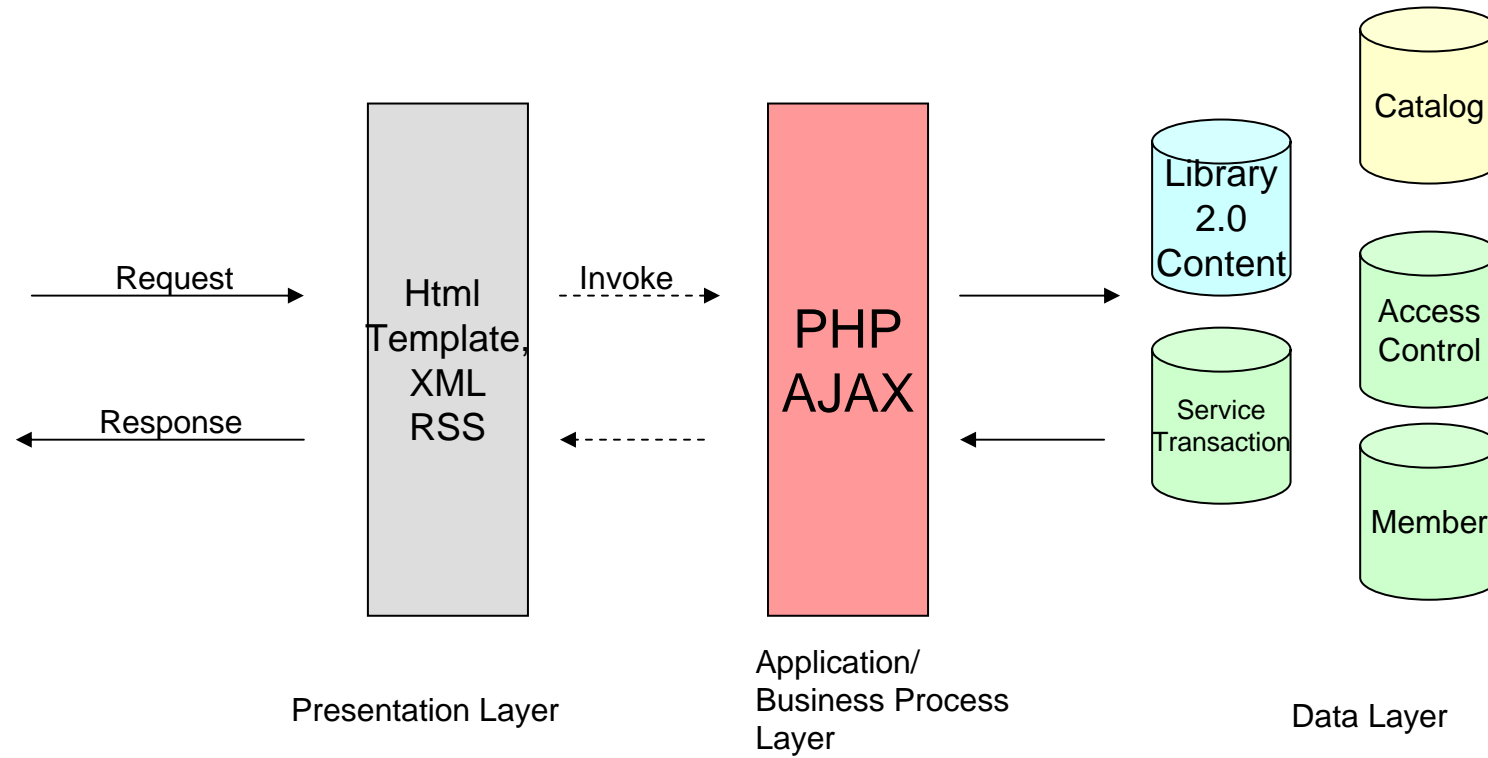 Request
Response
Html
Template,
XML
RSS
Invoke
PHP
AJAX
Library
2.0
Content
Service
Transaction
Catalog
Access
Control
Member
Presentation Layer
Application/
Business Process
Layer
Data Layer